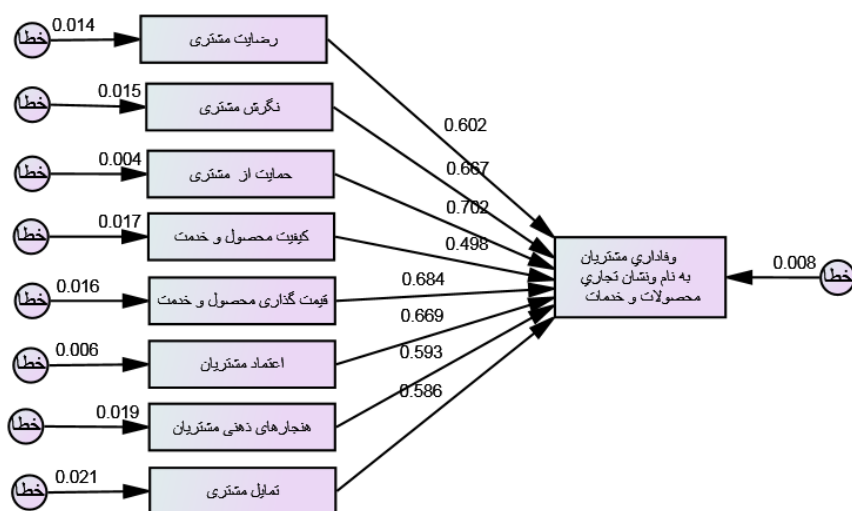 خطا
0.014
رضایت مشتری
0.602
خطا
0.015
نگرش مشتری
0.667
خطا
0.004
حمایت از مشتری
0.702
خطا
0.017
کیفیت محصول و خدمت
0.498
خطا
0.016
قیمت گذاری محصول و خدمت
0.684
خطا
0.006
اعتماد مشتریان
0.669
خطا
0.019
هنجارهای ذهنی مشتریان
0.593
خطا
0.021
تمایل مشتری
0.586
وفاداري مشتریان
به نام ونشان تجاري
محصولات و خدمات
0.008
خطا